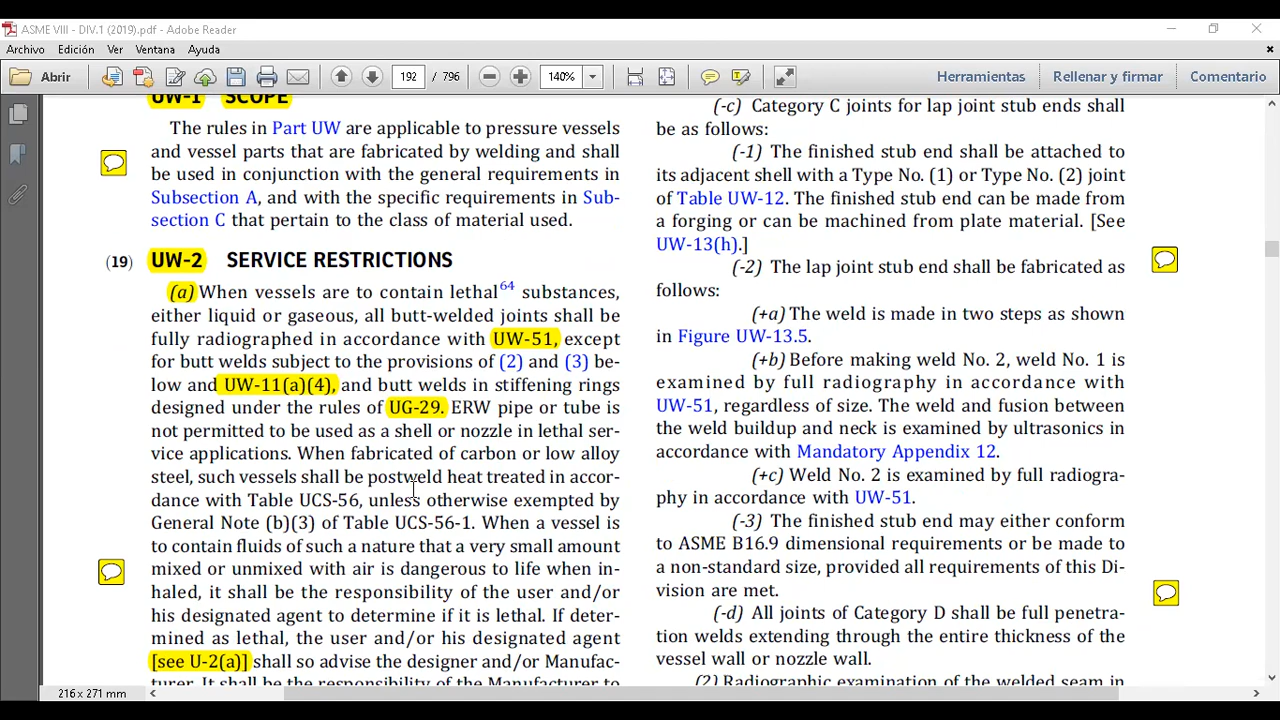 ASME VIII - DIV.1 (2019).pdf - Adobe Reader
Archivo Edición Ver Ventana Ayuda
Abrir 192 / 796 140% Herramientas Rellenar y firmar Comentario
UW-1 SCOPE
The rules in Part UW are applicable to pressure vessels
and vessel parts that are fabricated by welding and shall
be used in conjunction with the general requirements in
Subsection A, and with the specific requirements in Sub-
section C that pertain to the class of material used.
(19) UW-2 SERVICE RESTRICTIONS
(a) When vessels are to contain lethal64 substances,
either liquid or gaseous, all butt-welded joints shall be
fully radiographed in accordance with UW-51, except
for butt welds subject to the provisions of (2) and (3) be-
low and UW-11(a)(4), and butt welds in stiffening rings
designed under the rules of UG-29. ERW pipe or tube is
not permitted to be used as a shell or nozzle in lethal ser-
vice applications. When fabricated of carbon or low alloy
steel, such vessels shall be postweld heat treated in accor-
dance with Table UCS-56, unless otherwise exempted by
General Note (b)(3) of Table UCS-56-1. When a vessel is
to contain fluids of such a nature that a very small amount
mixed or unmixed with air is dangerous to life when in-
haled, it shall be the responsibility of the user and/or
his designated agent to determine if it is lethal. If deter-
mined as lethal, the user and/or his designated agent
[see U-2(a)] shall so advise the designer and/or Manufac-
turer. It shall be the responsibility of the Manufacturer to
(-c) Category C joints for lap joint stub ends shall
be as follows:
(-1) The finished stub end shall be attached to
its adjacent shell with a Type No. (1) or Type No. (2) joint
of Table UW-12. The finished stub end can be made from
a forging or can be machined from plate material. [See
UW-13(h).]
(-2) The lap joint stub end shall be fabricated as
follows:
(+a) The weld is made in two steps as shown
in Figure UW-13.5.
(+b) Before making weld No. 2, weld No. 1 is
examined by full radiography in accordance with
UW-51, regardless of size. The weld and fusion between
the weld buildup and neck is examined by ultrasonics in
accordance with Mandatory Appendix 12.
(+c) Weld No. 2 is examined by full radiogra-
phy in accordance with UW-51.
(-3) The finished stub end may either conform
to ASME B16.9 dimensional requirements or be made to
a non-standard size, provided all requirements of this Di-
vision are met.
(-d) All joints of Category D shall be full penetra-
tion welds extending through the entire thickness of the
vessel wall or nozzle wall.
(2) Radiographic examination of the welded seam in
216 x 271 mm